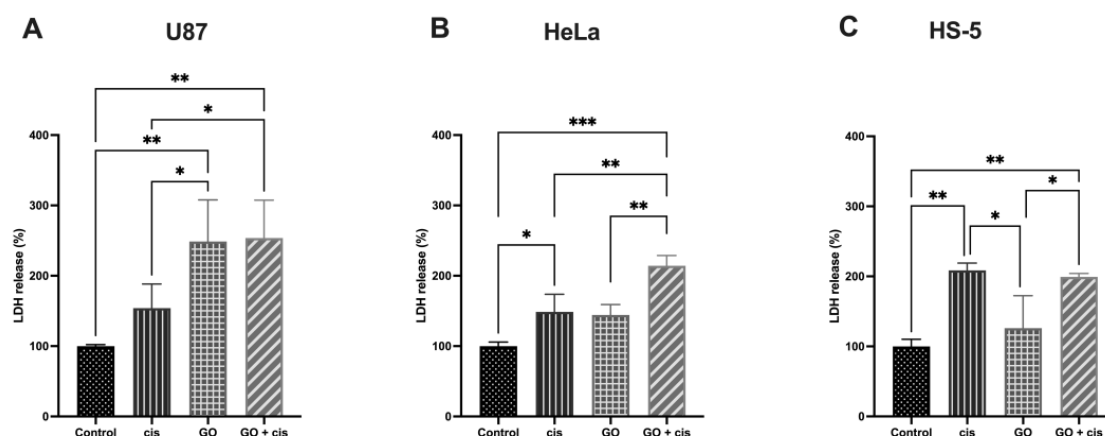 A
U87
**
*
**
*
400
300
200
100
0
LDH release (%)
Control cis GO GO + cis
B
HeLa
***
**
**
*
400
300
200
100
0
LDH release (%)
Control cis GO GO + cis
C
HS-5
**
**
*
*
400
300
200
100
0
LDH release (%)
Control cis GO GO + cis